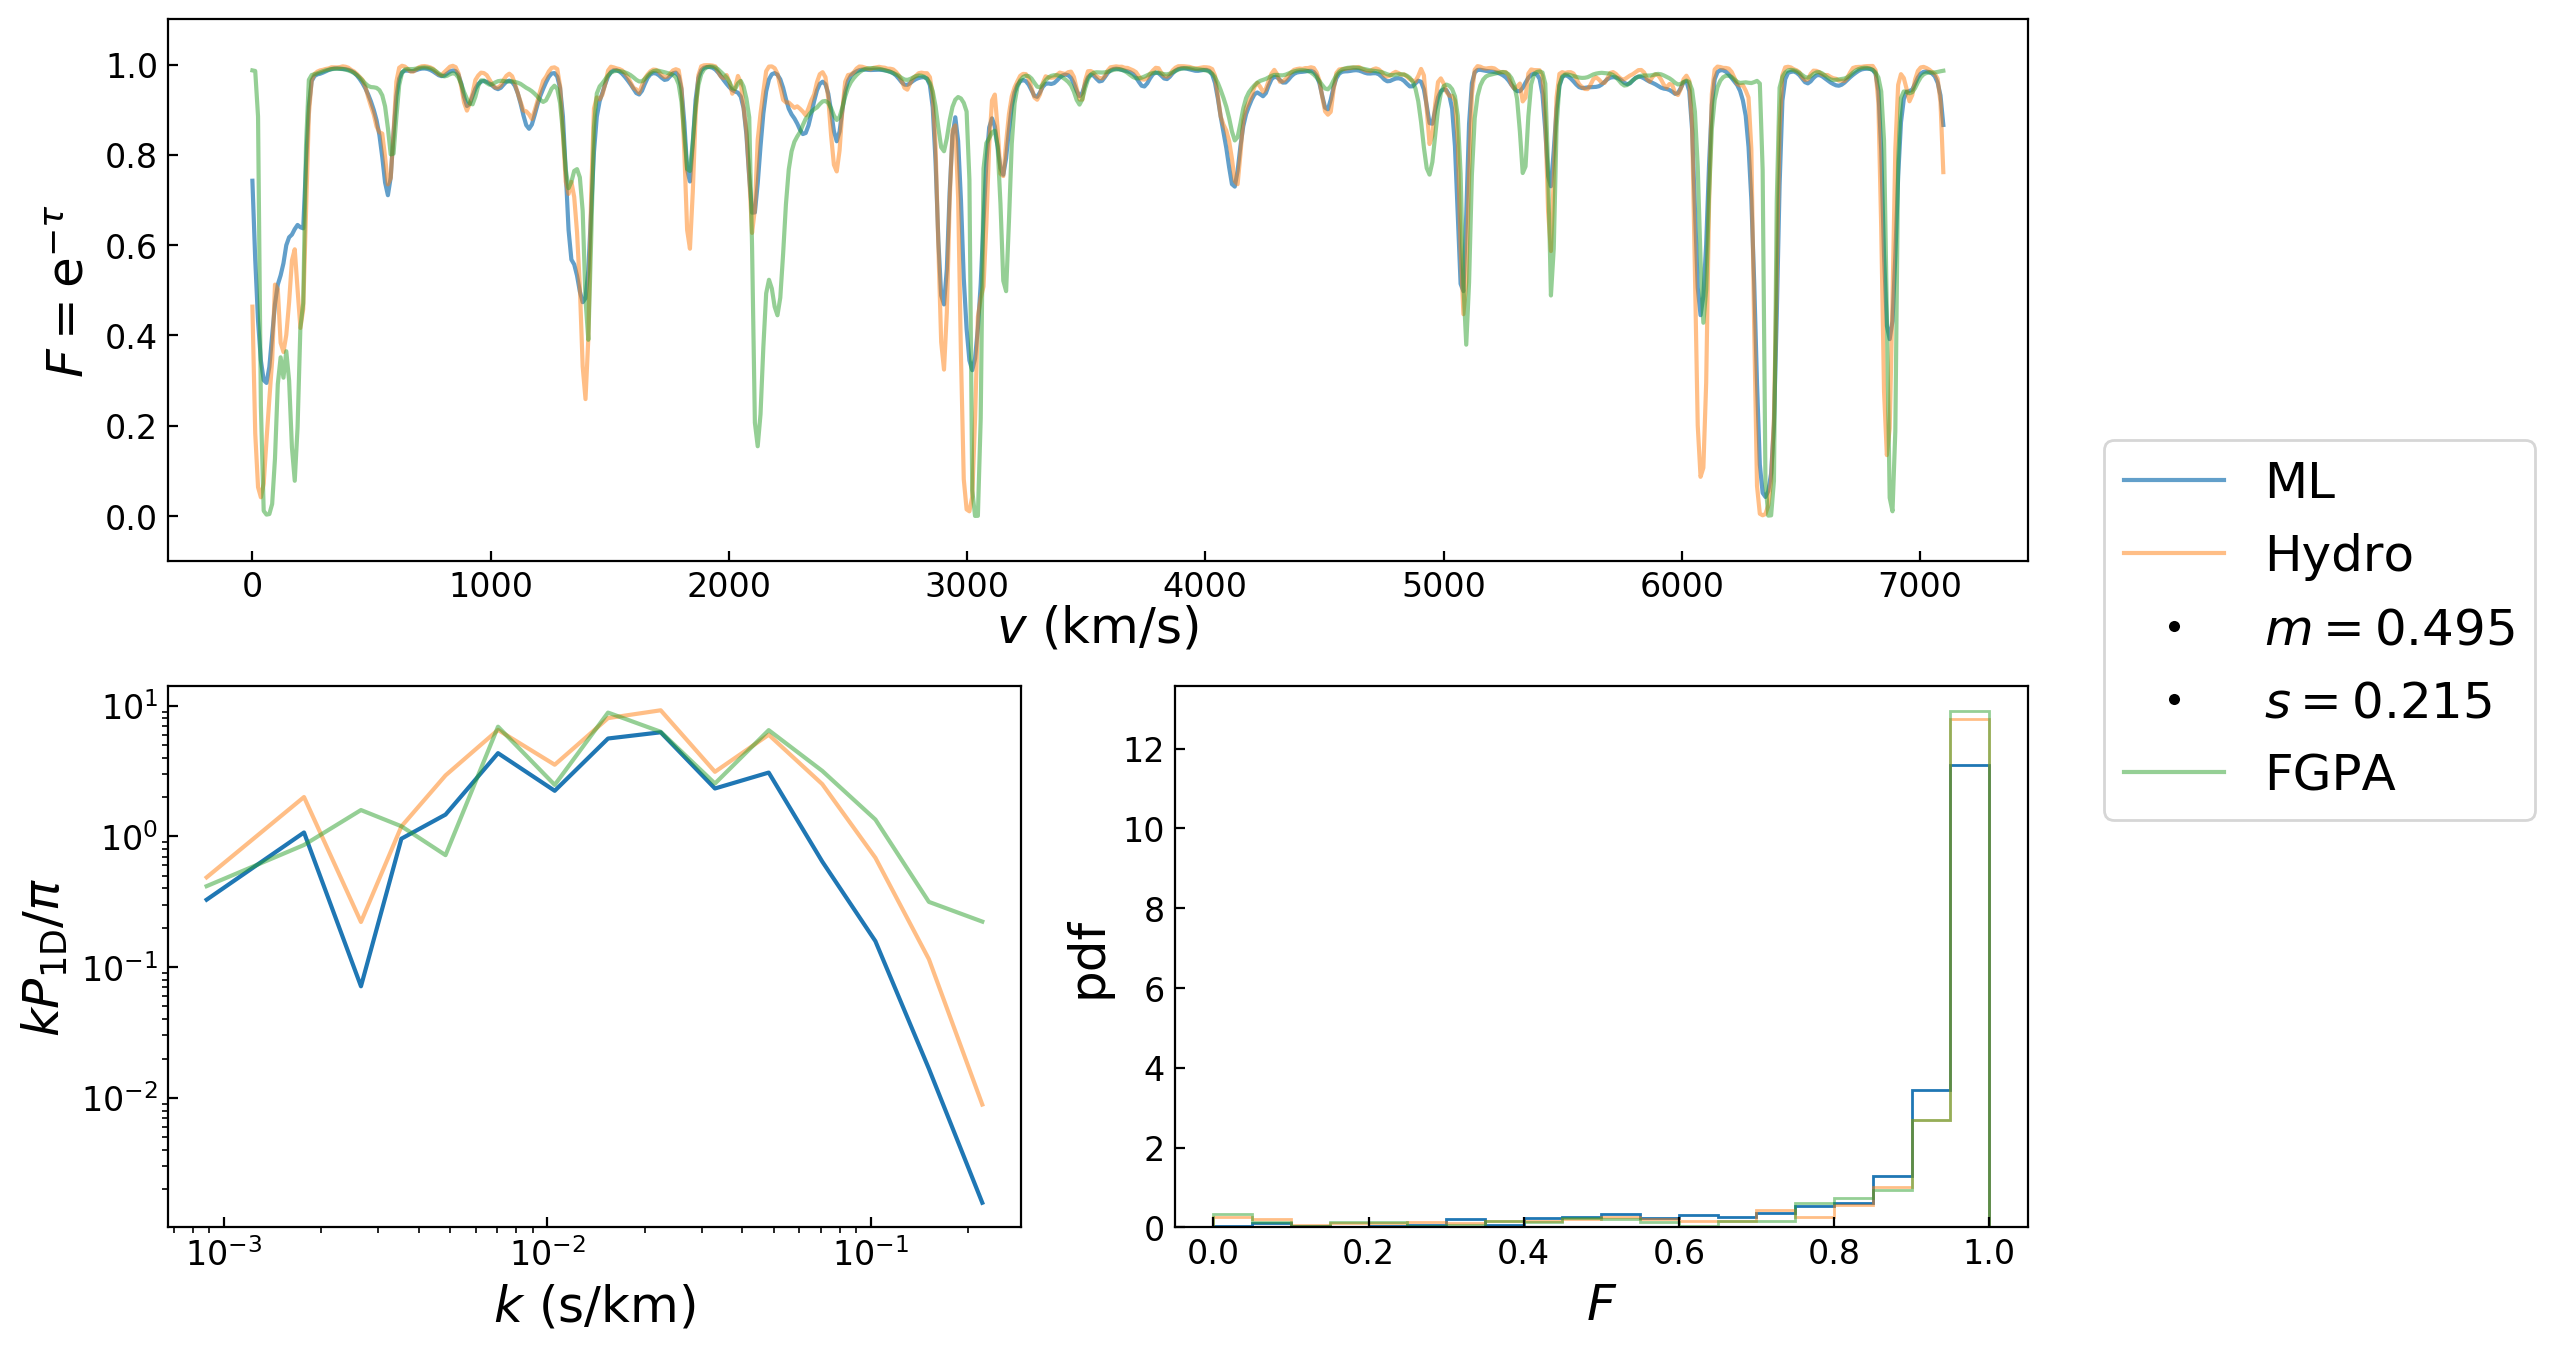 1.0
0.8
0.6
0.4
0.2
0.0
F = e^{−τ}
0 1000 2000 3000 4000 5000 6000 7000
v (km/s)
ML
Hydro
m = 0.495
s = 0.215
FGPA
10^1
10^0
10^{−1}
10^{−2}
kP_{1D}/π
10^{−3} 10^{−2} 10^{−1}
k (s/km)
12
10
8
6
4
2
0
pdf
0.0 0.2 0.4 0.6 0.8 1.0
F